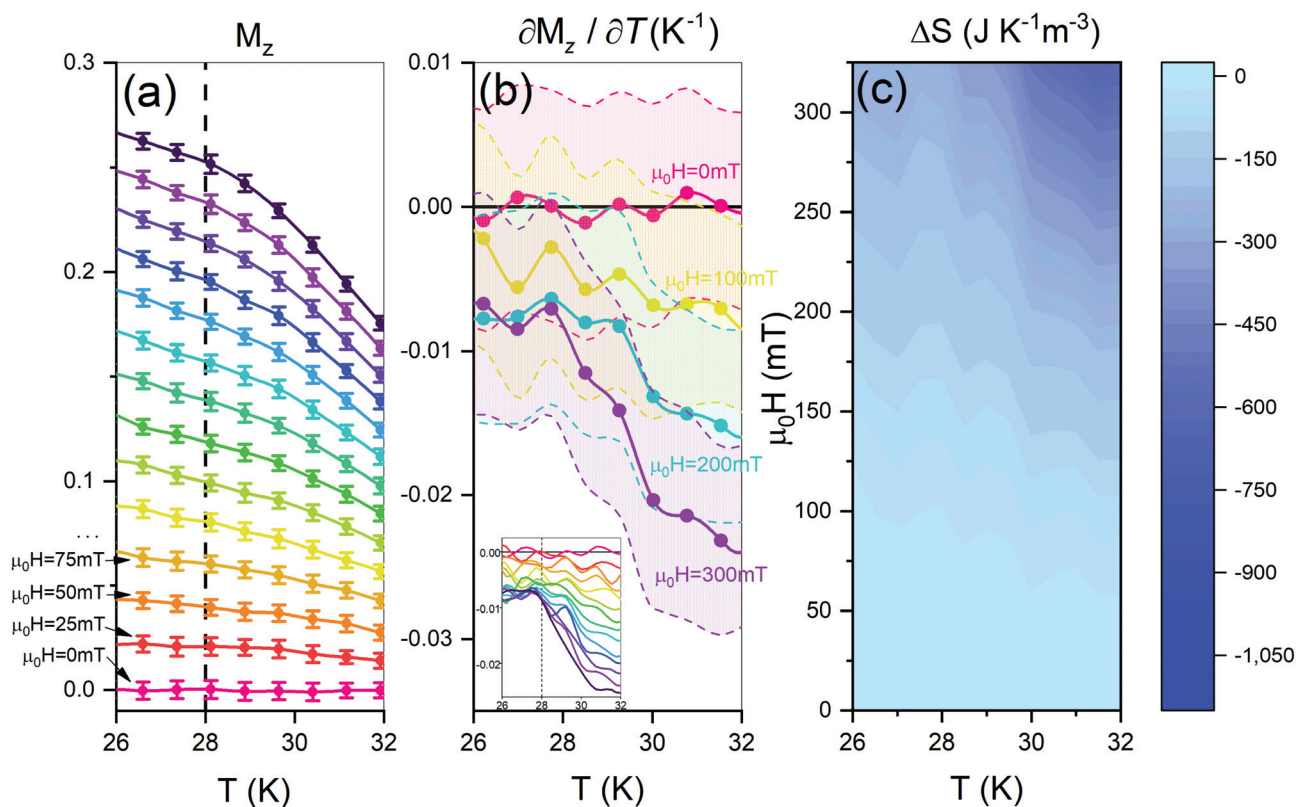 M_z
(a)
0.3
0.2
0.1
0.0
...
μ₀H=75mT
μ₀H=50mT
μ₀H=25mT
μ₀H=0mT
26 28 30 32
T (K)
∂M_z / ∂T(K⁻¹)
(b)
0.01
0.00
-0.01
-0.02
-0.03
μ₀H=0mT
μ₀H=100mT
μ₀H=200mT
μ₀H=300mT
0.00
-0.01
-0.02
26 28 30 32
26 28 30 32
T (K)
ΔS (J K⁻¹m⁻³)
(c)
μ₀H (mT)
300
250
200
150
100
50
0
26 28 30 32
T (K)
0
-150
-300
-450
-600
-750
-900
-1,050